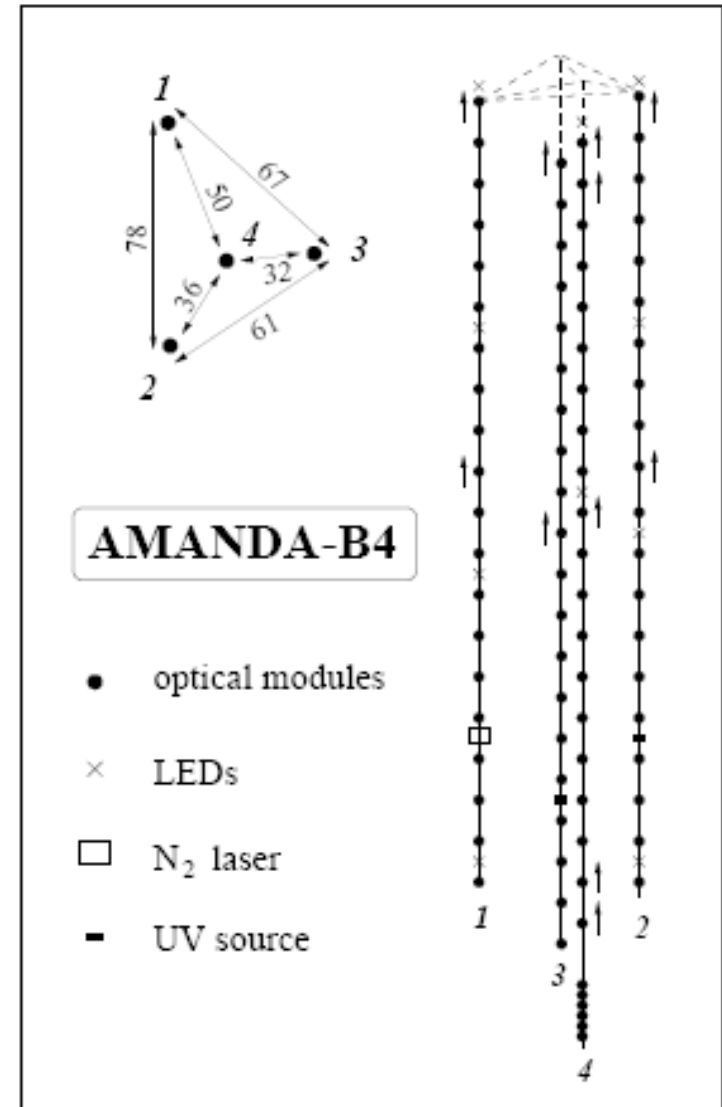 1
67
50
78
4
3
32
36
61
2
AMANDA-B4
optical modules
LEDs
N₂ laser
UV source
1
2
3
4